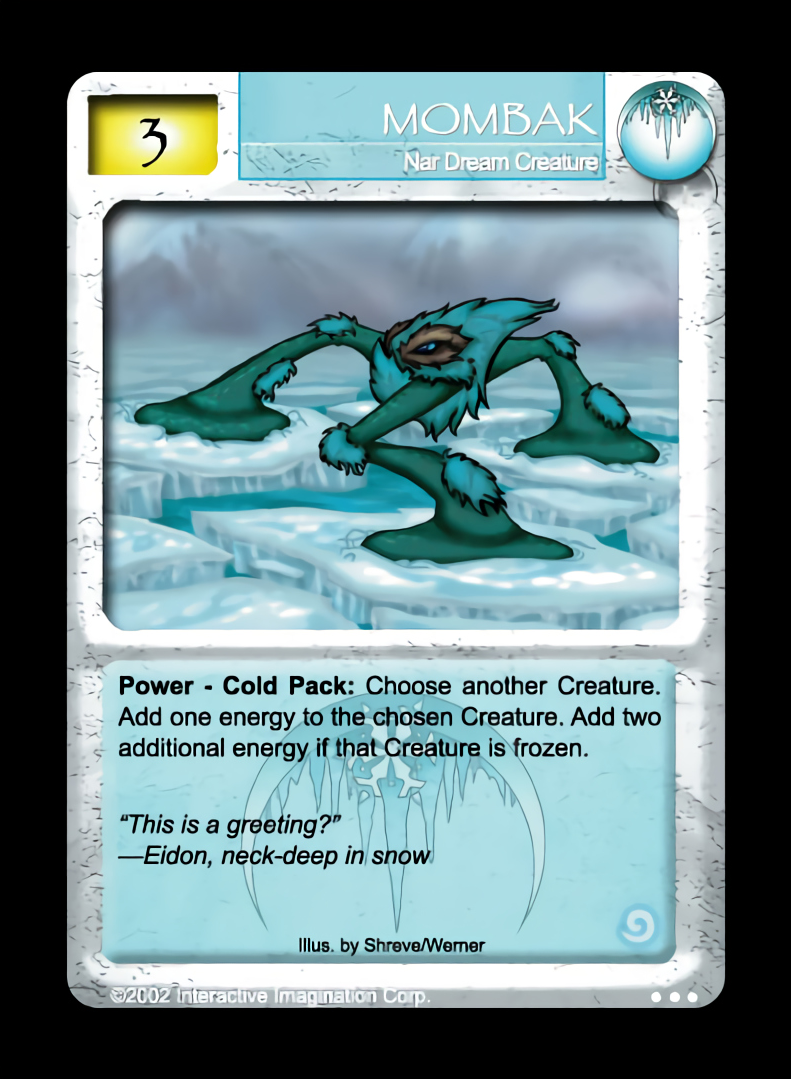 3
MOMBAK
Nar Dream Creature
Power - Cold Pack: Choose another Creature.
Add one energy to the chosen Creature. Add two
additional energy if that Creature is frozen.
“This is a greeting?”
—Eidon, neck-deep in snow
Illus. by Shreve/Werner
©2002 Interactive Imagination Corp.